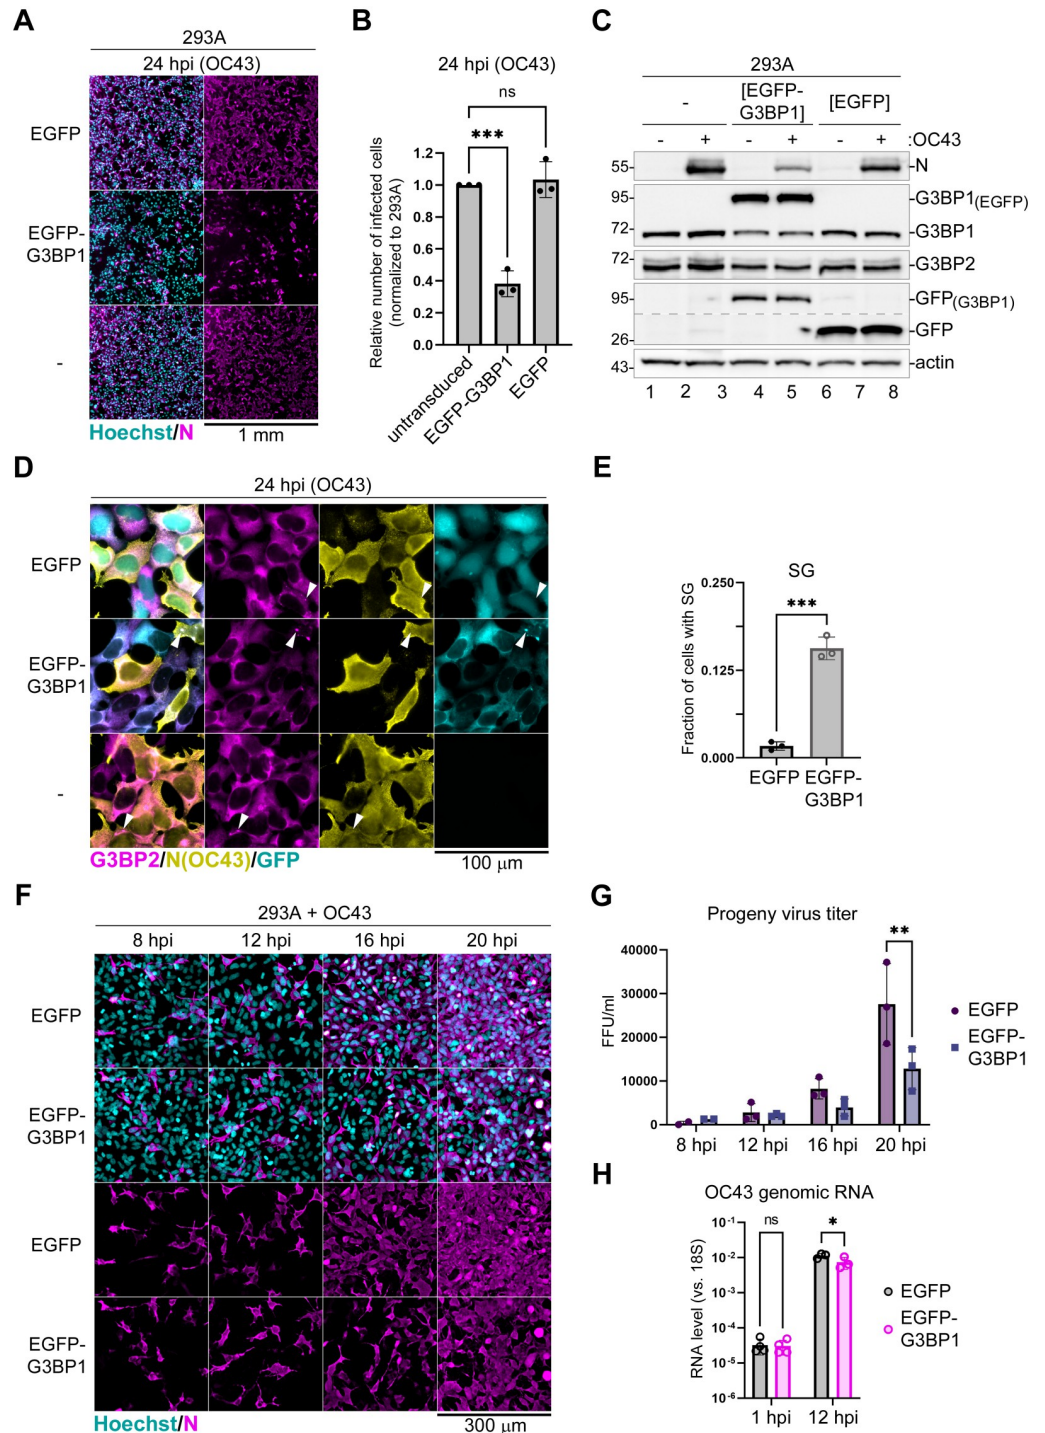 A
293A
24 hpi (OC43)
EGFP
EGFP-
G3BP1
-
Hoechst/N
1 mm
B
24 hpi (OC43)
ns
***
Relative number of infected cells
(normalized to 293A)
1.2
1.0
0.8
0.6
0.4
0.2
0.0
untransduced
EGFP-G3BP1
EGFP
C
293A
- [EGFP-G3BP1] [EGFP]
- + - + - + :OC43
55- -N
95- -G3BP1(EGFP)
72- -G3BP1
72- -G3BP2
95- -GFP(G3BP1)
26- -GFP
43- -actin
1 2 3 4 5 6 7 8
D
24 hpi (OC43)
EGFP
EGFP-
G3BP1
-
G3BP2/N(OC43)/GFP
100 μm
E
SG
***
Fraction of cells with SG
0.250
0.125
0.000
EGFP EGFP-
G3BP1
F
293A + OC43
8 hpi 12 hpi 16 hpi 20 hpi
EGFP
EGFP-
G3BP1
EGFP
EGFP-
G3BP1
Hoechst/N
300 μm
G
Progeny virus titer
**
FFU/ml
40000
30000
20000
10000
0
8 hpi 12 hpi 16 hpi 20 hpi
EGFP
EGFP-
G3BP1
H
OC43 genomic RNA
ns *
RNA level (vs. 18S)
10-1
10-2
10-3
10-4
10-5
10-6
1 hpi 12 hpi
EGFP
EGFP-
G3BP1